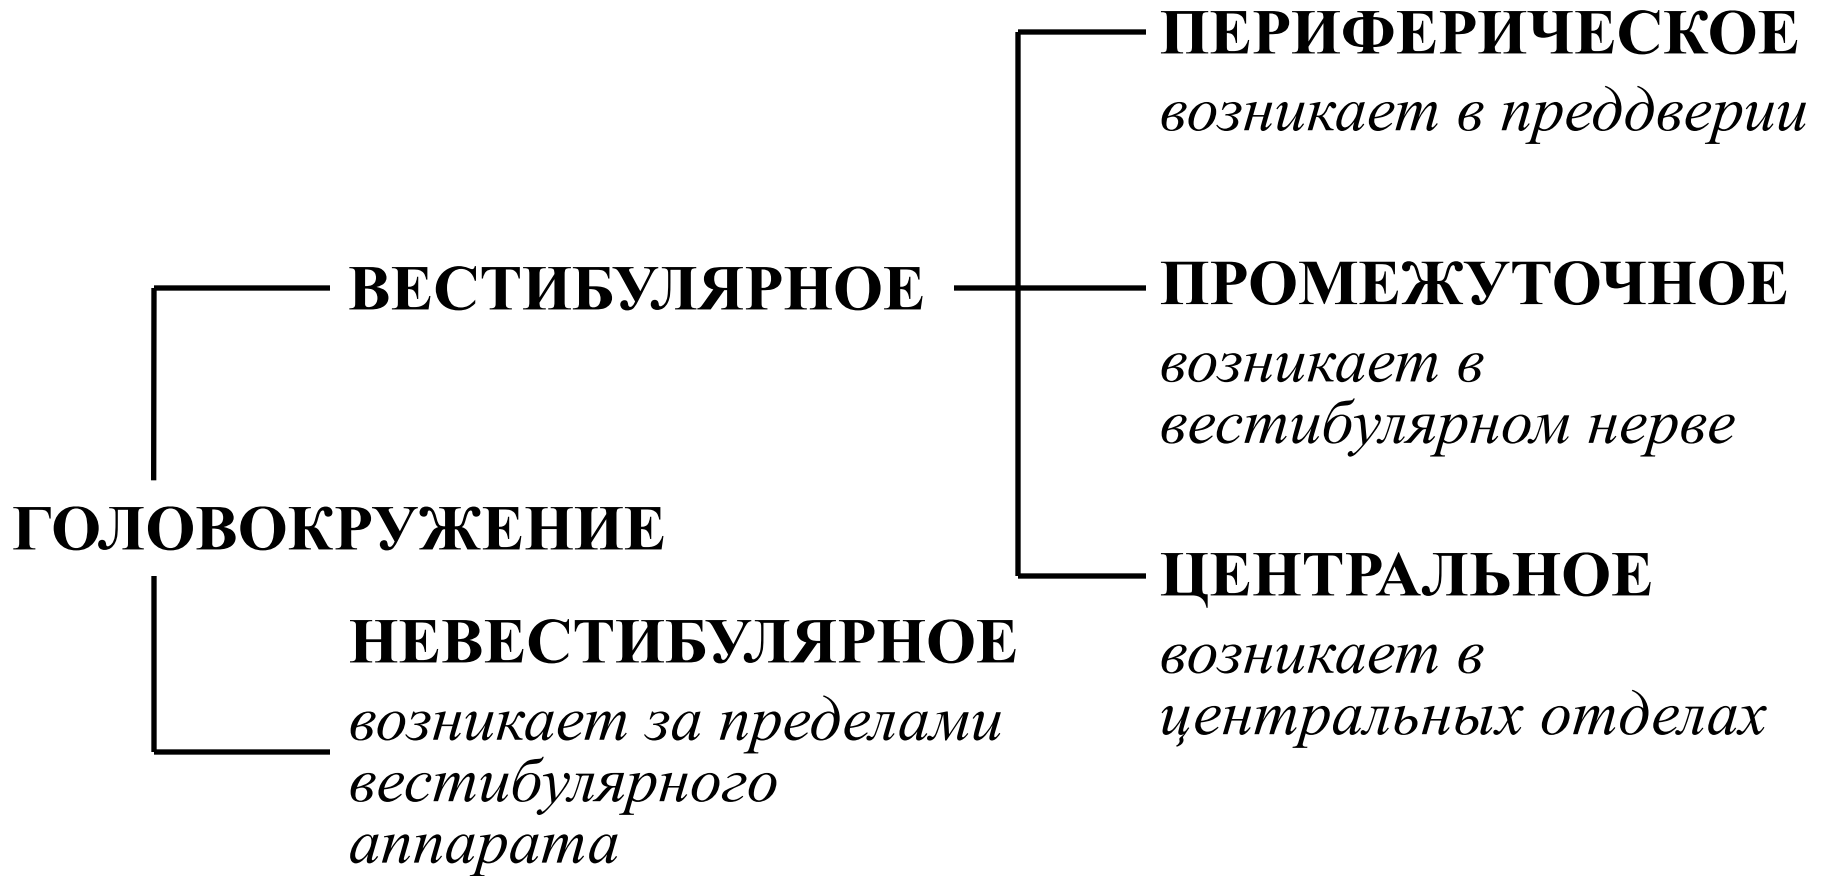 ГОЛОВОКРУЖЕНИЕ
ВЕСТИБУЛЯРНОЕ
ПЕРИФЕРИЧЕСКОЕ
возникает в преддверии
ПРОМЕЖУТОЧНОЕ
возникает в
вестибулярном нерве
ЦЕНТРАЛЬНОЕ
возникает в
центральных отделах
НЕВЕСТИБУЛЯРНОЕ
возникает за пределами
вестибулярного
аппарата